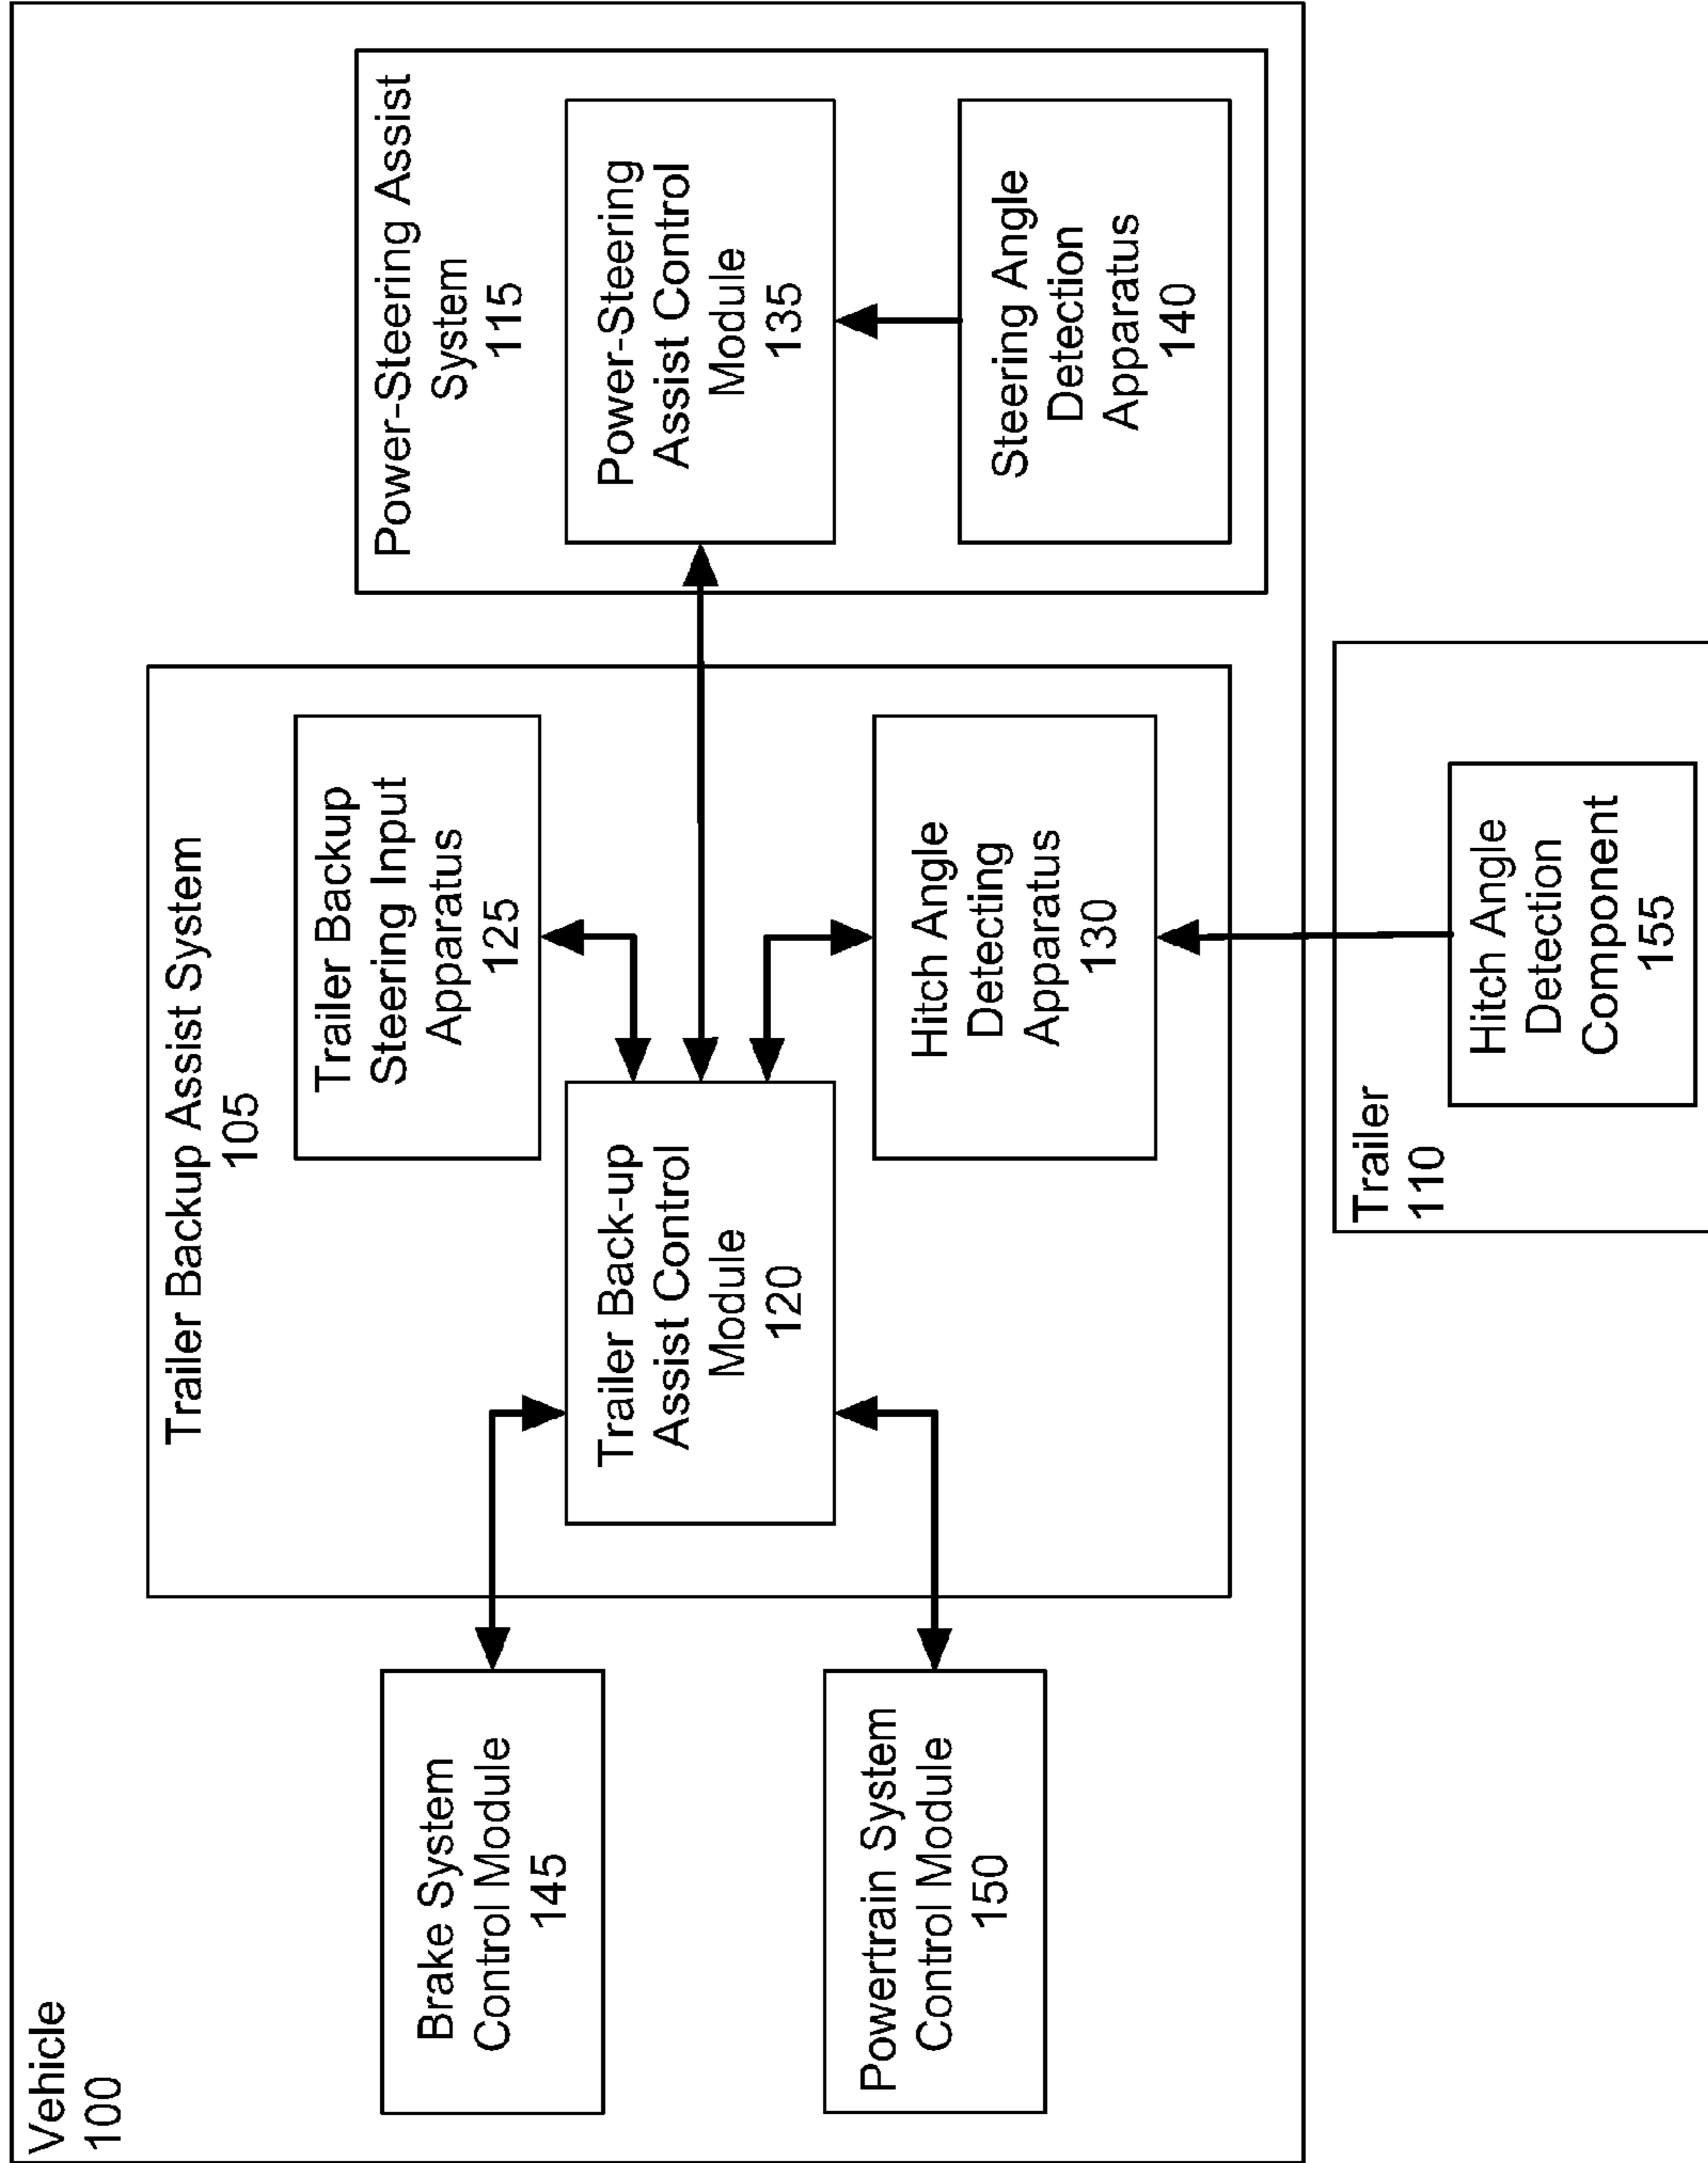 Vehicle
100
Trailer Backup Assist System
105
Power-Steering Assist
System
115
Brake System
Control Module
145
Trailer Backup
Steering Input
Apparatus
125
Trailer Back-up
Assist Control
Module
120
Power-Steering
Assist Control
Module
135
Powertrain System
Control Module
150
Hitch Angle
Detecting
Apparatus
130
Steering Angle
Detection
Apparatus
140
Trailer
110
Hitch Angle
Detection
Component
155